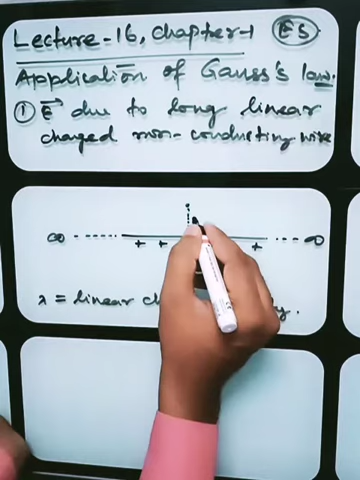 Lecture-16, chapter-1 ES
Application of Gauss's law.
① E⃗ due to long linear
charged non-conducting wire
∞ ------ + + + ---- ∞
λ = linear